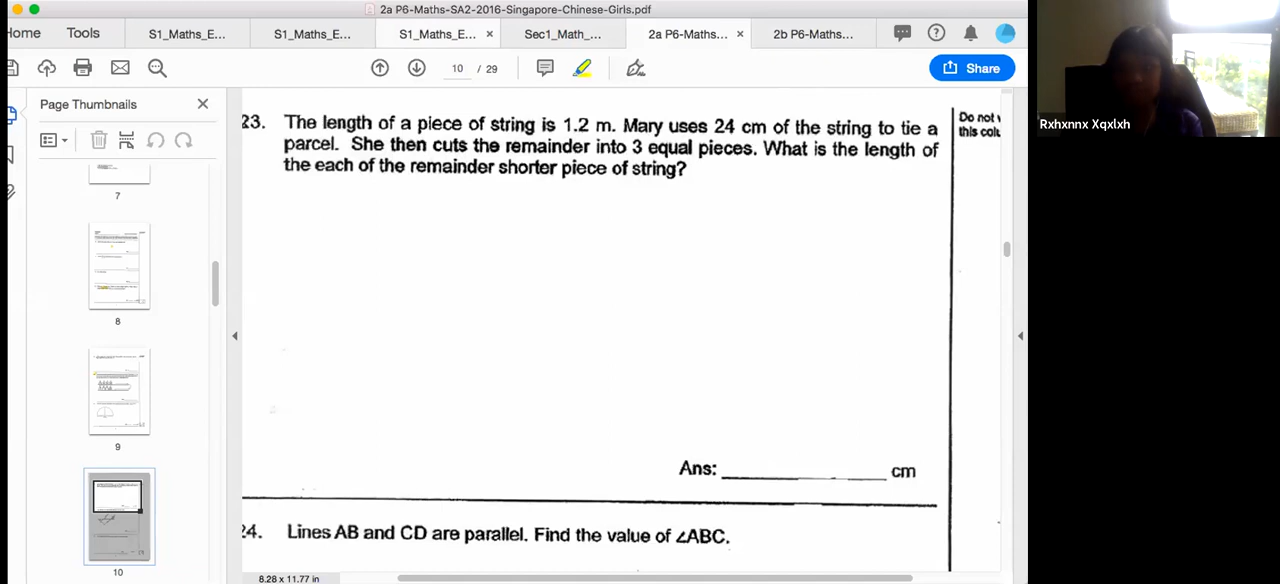 2a P6-Maths-SA2-2016-Singapore-Chinese-Girls.pdf
Home Tools S1_Maths_E... S1_Maths_E... S1_Maths_E... × Sec1_Math_... 2a P6-Maths... × 2b P6-Maths...
10 / 29 Share
Page Thumbnails
7
8
9
10
23. The length of a piece of string is 1.2 m. Mary uses 24 cm of the string to tie a
parcel. She then cuts the remainder into 3 equal pieces. What is the length of
the each of the remainder shorter piece of string?
Do not
this
Ans: ____________ cm
24. Lines AB and CD are parallel. Find the value of ∠ABC.
8.28 x 11.77 in
Rxhxnnx Xqxlxh